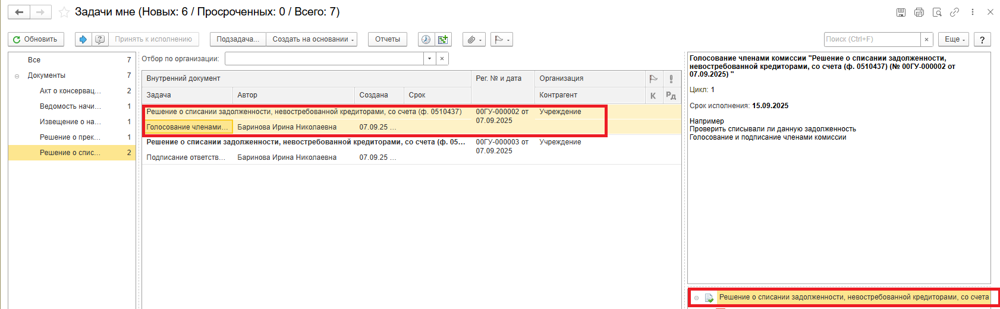 Задачи мне (Новых: 6 / Просроченных: 0 / Всего: 7)
Обновить
Принять к исполнению
Подзадача...
Создать на основании
Отчеты
Поиск (Ctrl+F)
×
Еще
?
Все 7
Документы 7
Акт о консервац... 2
Ведомость начи... 1
Извещение о на... 1
Решение о прек... 1
Решение о спис... 2
Отбор по организации:
Внутренний документ Рег. № и дата Организация
Задача Автор Создана Срок Контрагент К Рд
Решение о списании задолженности, невостребованной кредиторами, со счета (ф. 0510437) 00ГУ-000002 от Учреждение
07.09.2025
Голосование членами... Баринова Ирина Николаевна 07.09.25 ...
Решение о списании задолженности, невостребованной кредиторами, со счета (ф. 05... 00ГУ-000003 от Учреждение
07.09.2025
Подписание ответств... Баринова Ирина Николаевна 07.09.25 ...
Голосование членами комиссии "Решение о списании задолженности,
невостребованной кредиторами, со счета (ф. 0510437) (№ 00ГУ-000002 от
07.09.2025) "
Цикл: 1
Срок исполнения: 15.09.2025
Например
Проверить списывали ли данную задолженность
Голосование и подписание членами комиссии
Решение о списании задолженности, невостребованной кредиторами, со счета